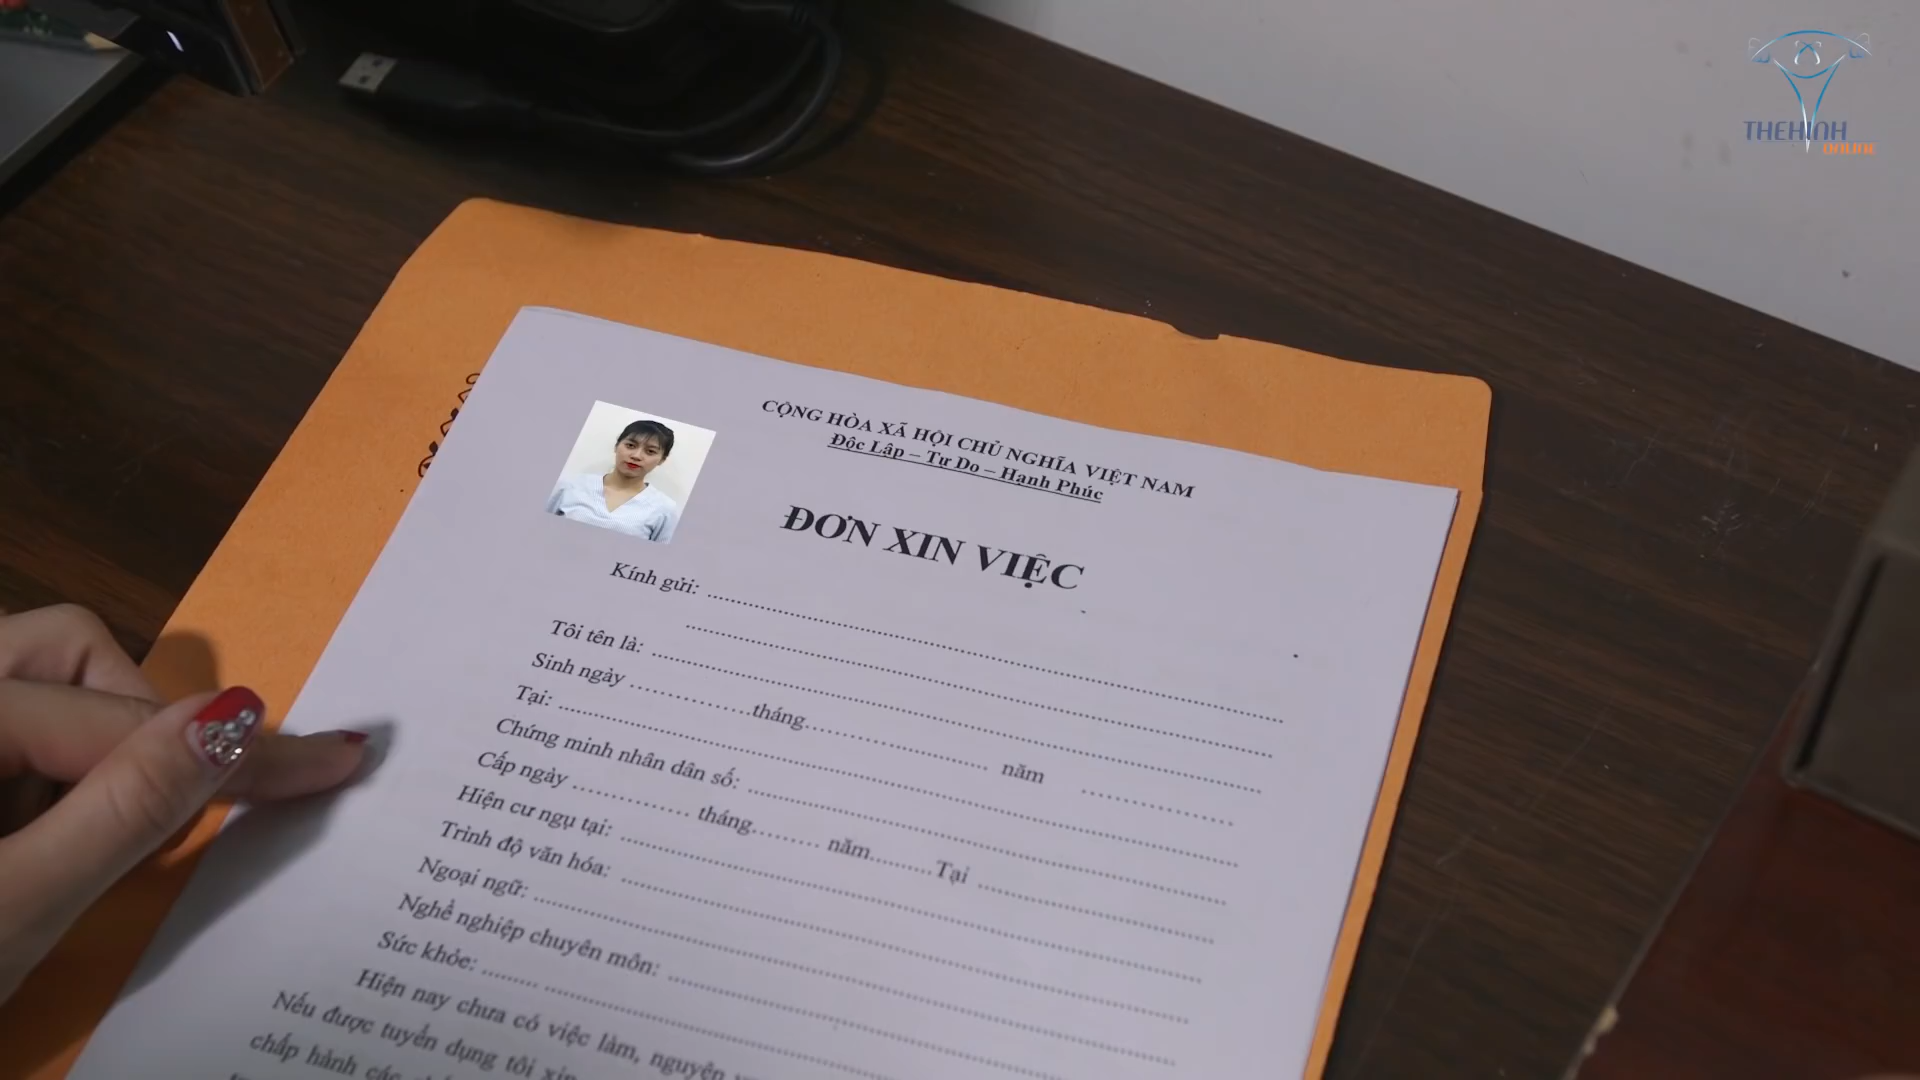 THEHINH
ONLINE
CỘNG HÒA XÃ HỘI CHỦ NGHĨA VIỆT NAM
Độc Lập – Tự Do – Hạnh Phúc
ĐƠN XIN VIỆC
Kính gửi: ........................................
........................................
Tôi tên là: ........................................
Sinh ngày ....................tháng.............................. năm ....................
Tại: ........................................
Chứng minh nhân dân số: ........................................
Cấp ngày .................... tháng......... năm.........Tại ....................
Hiện cư ngụ tại: ........................................
Trình độ văn hóa: ........................................
Ngoại ngữ: ........................................
Nghề nghiệp chuyên môn: ........................................
Sức khỏe: ........................................
Hiện nay chưa có việc làm, nguyện
Nếu được tuyển dụng tôi xin
chấp hành các